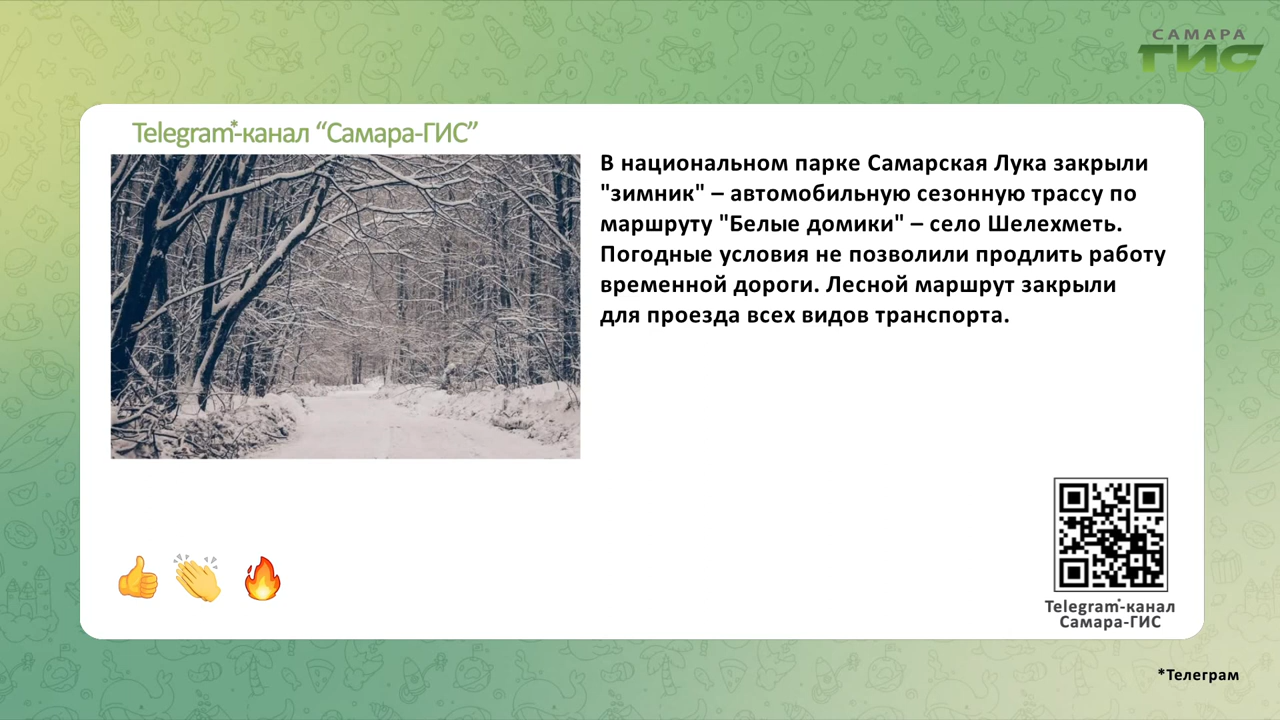 САМАРА
ГИС
Telegram*-канал “Самара-ГИС”
В национальном парке Самарская Лука закрыли
"зимник" – автомобильную сезонную трассу по
маршруту "Белые домики" – село Шелехметь.
Погодные условия не позволили продлить работу
временной дороги. Лесной маршрут закрыли
для проезда всех видов транспорта.
Telegram*-канал
Самара-ГИС
*Телеграм